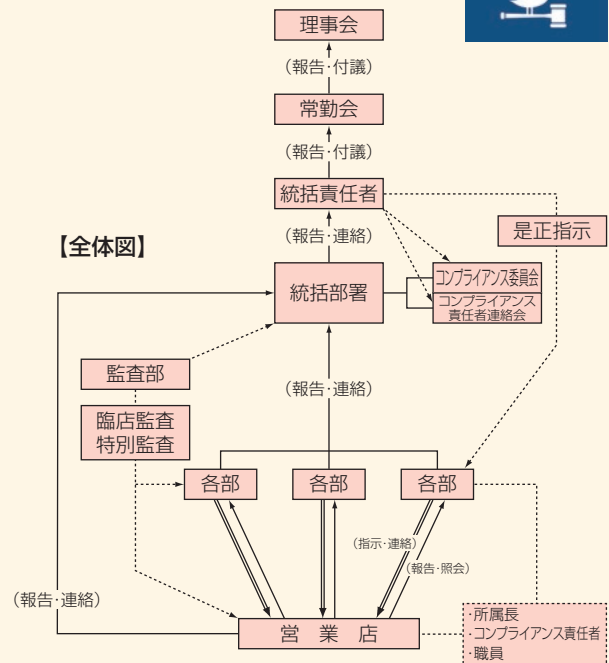 理事会
(報告・付議)
常勤会
(報告・付議)
統括責任者
是正指示
(報告・連絡)
【全体図】
統括部署
コンプライアンス委員会
コンプライアンス
責任者連絡会
監査部
(報告・連絡)
臨店監査
特別監査
各部
各部
各部
(指示・連絡)
(報告・照会)
(報告・連絡)
営業店
・所属長
・コンプライアンス責任者
・職員